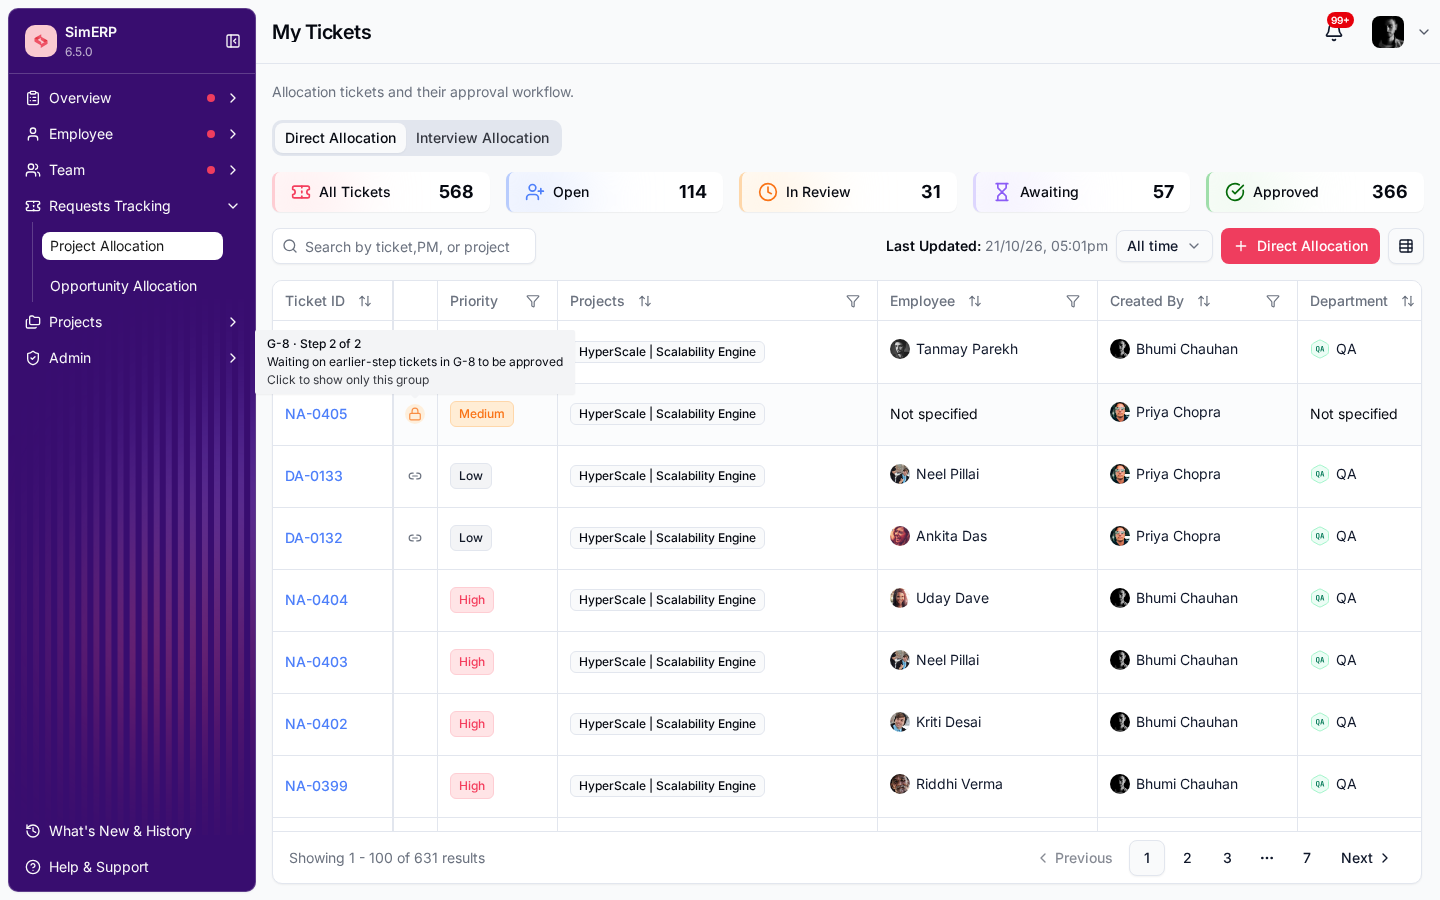 SimERP
6.5.0
Overview
Employee
Team
Requests Tracking
Project Allocation
Opportunity Allocation
Projects
Admin
What's New & History
Help & Support
My Tickets
99+
Allocation tickets and their approval workflow.
Direct Allocation Interview Allocation
All Tickets 568 Open 114 In Review 31 Awaiting 57 Approved 366
Search by ticket,PM, or project
Last Updated: 21/10/26, 05:01pm All time Direct Allocation
Ticket ID Priority Projects Employee Created By Department
HyperScale | Scalability Engine Tanmay Parekh Bhumi Chauhan QA QA
G-8 · Step 2 of 2
Waiting on earlier-step tickets in G-8 to be approved
Click to show only this group
NA-0405 Medium HyperScale | Scalability Engine Not specified Priya Chopra Not specified
DA-0133 Low HyperScale | Scalability Engine Neel Pillai Priya Chopra QA QA
DA-0132 Low HyperScale | Scalability Engine Ankita Das Priya Chopra QA QA
NA-0404 High HyperScale | Scalability Engine Uday Dave Bhumi Chauhan QA QA
NA-0403 High HyperScale | Scalability Engine Neel Pillai Bhumi Chauhan QA QA
NA-0402 High HyperScale | Scalability Engine Kriti Desai Bhumi Chauhan QA QA
NA-0399 High HyperScale | Scalability Engine Riddhi Verma Bhumi Chauhan QA QA
Showing 1 - 100 of 631 results
Previous 1 2 3 ··· 7 Next